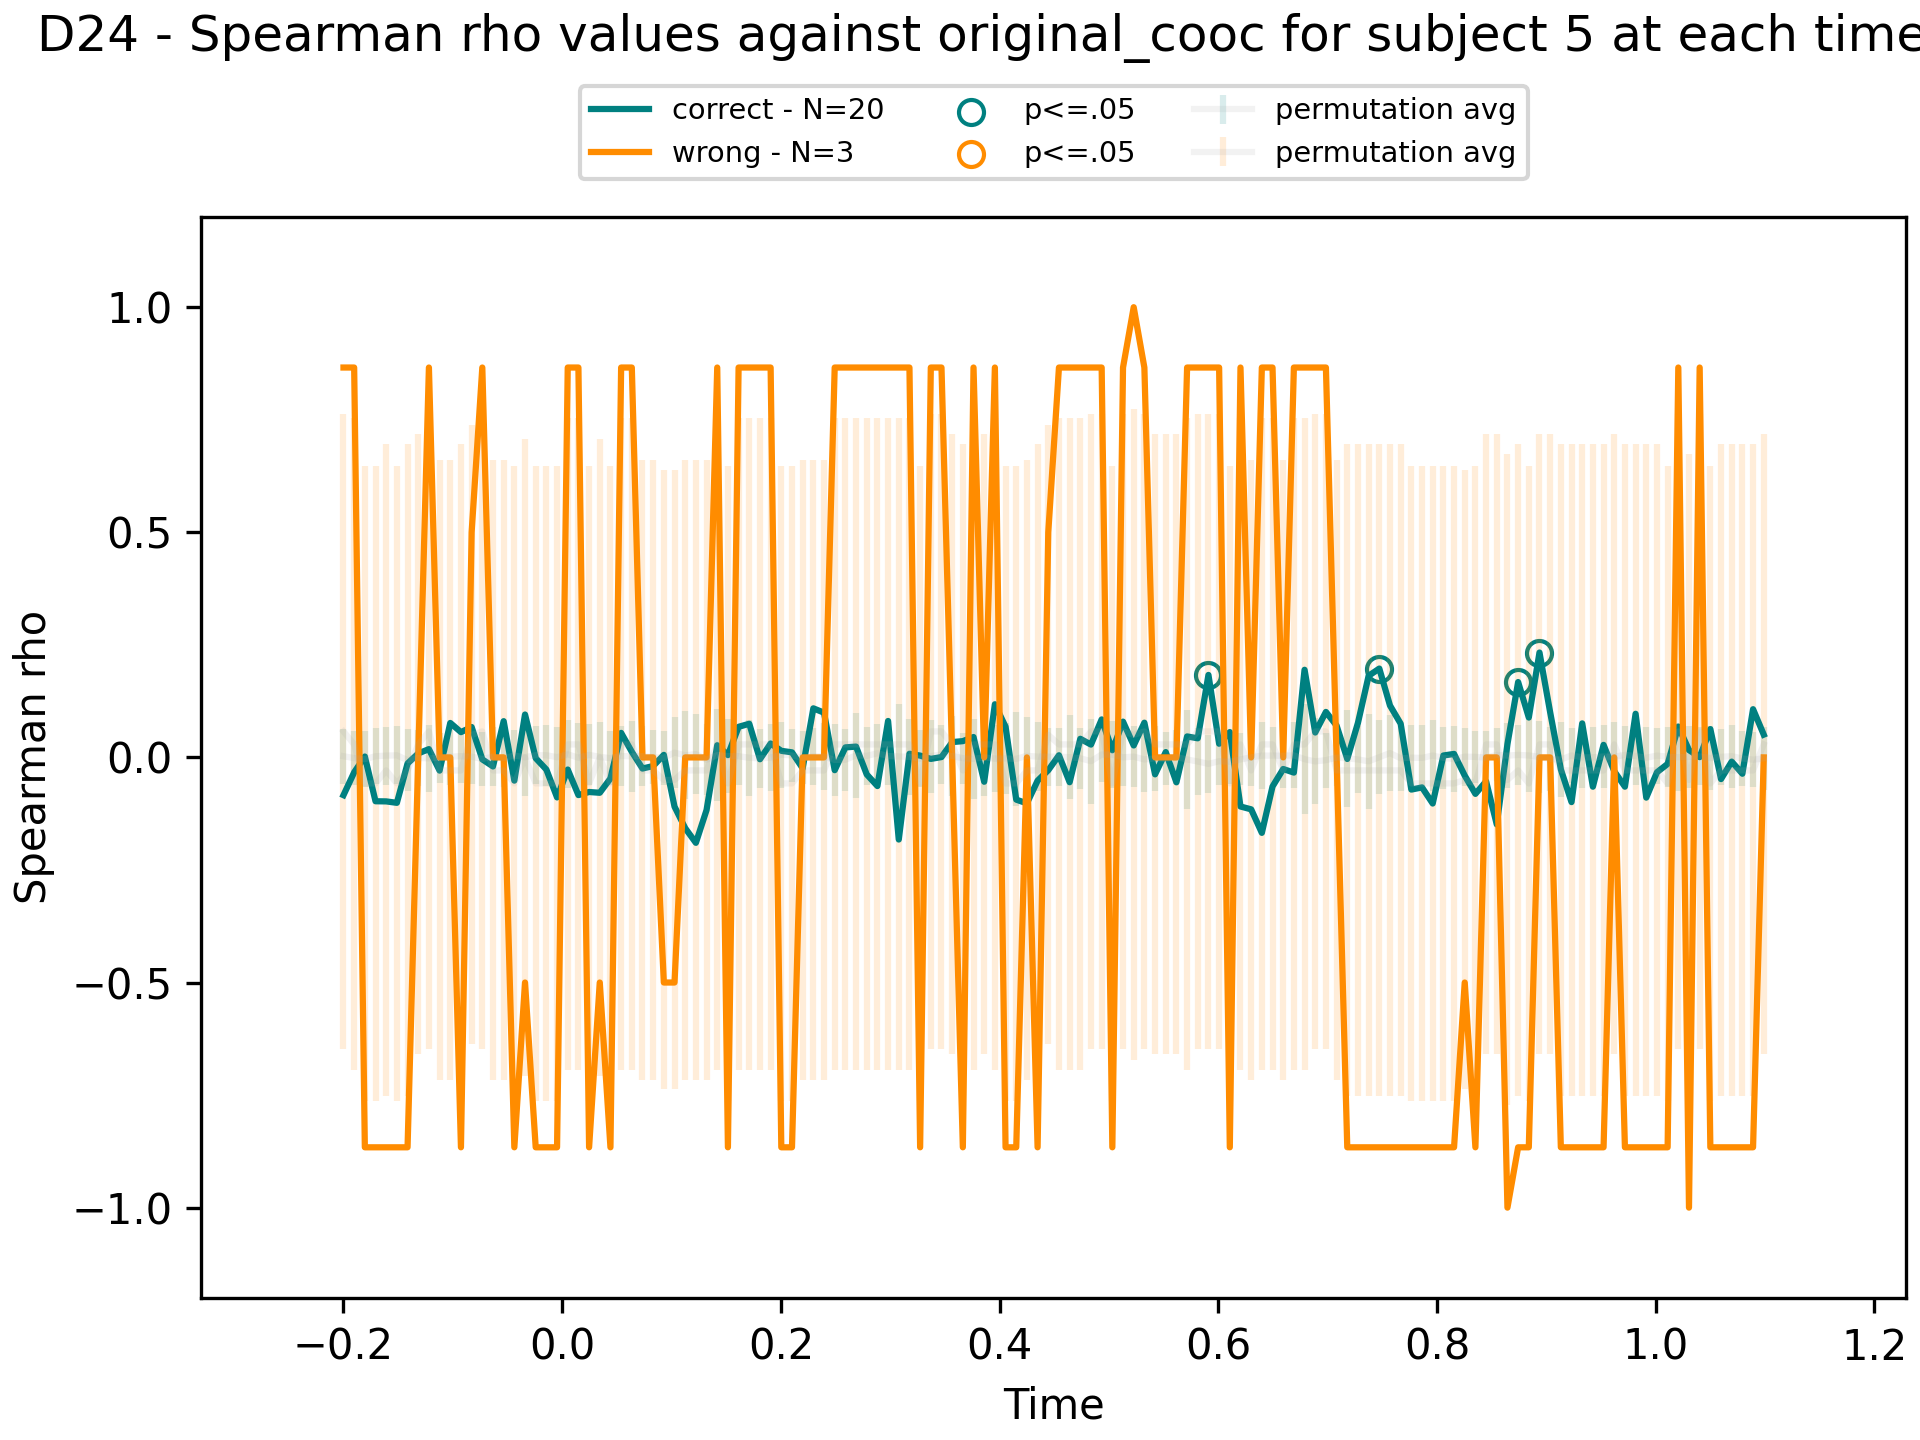 D24 - Spearman rho values against original_cooc for subject 5 at each time
correct - N=20
wrong - N=3
p<=.05
p<=.05
permutation avg
permutation avg
1.0
0.5
0.0
−0.5
−1.0
Spearman rho
−0.2 0.0 0.2 0.4 0.6 0.8 1.0 1.2
Time